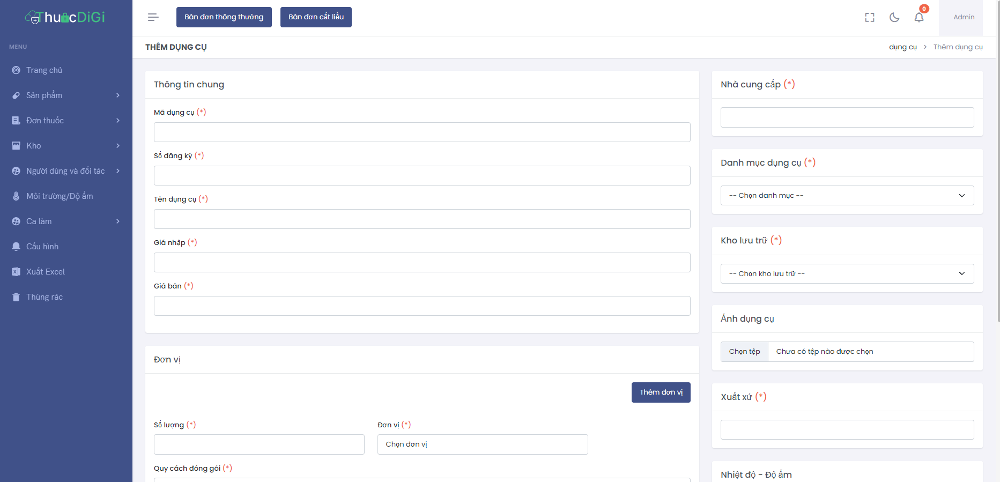 ThuốcDiGi
MENU
Trang chủ
Sản phẩm
Đơn thuốc
Kho
Người dùng và đối tác
Môi trường/Độ ẩm
Ca làm
Cấu hình
Xuất Excel
Thùng rác
Bán đơn thông thường
Bán đơn cắt liều
0
Admin
THÊM DỤNG CỤ
dụng cụ > Thêm dụng cụ
Thông tin chung
Mã dụng cụ (*)
Số đăng ký (*)
Tên dụng cụ (*)
Giá nhập (*)
Giá bán (*)
Đơn vị
Thêm đơn vị
Số lượng (*)
Đơn vị (*)
Chọn đơn vị
Quy cách đóng gói (*)
Nhà cung cấp (*)
Danh mục dụng cụ (*)
-- Chọn danh mục --
Kho lưu trữ (*)
-- Chọn kho lưu trữ --
Ảnh dụng cụ
Chọn tệp
Chưa có tệp nào được chọn
Xuất xứ (*)
Nhiệt độ - Độ ẩm